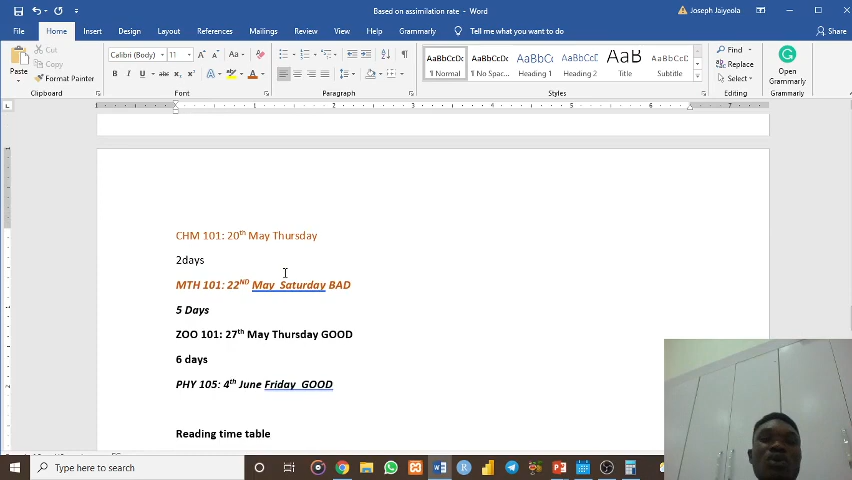 Based on assimilation rate - Word
Joseph Jaiyeola
File Home Insert Design Layout References Mailings Review View Help Grammarly Tell me what you want to do Share
Paste
Cut
Copy
Format Painter
Clipboard
Calibri (Body) 11
Font
Paragraph
AaBbCcDc AaBbCcDc AaBbCc AaBbCcD AaB AaBbCcD
¶ Normal ¶ No Spac... Heading 1 Heading 2 Title Subtitle
Styles
Find
Replace
Select
Editing
Open Grammarly
Grammarly
CHM 101: 20th May Thursday
2days
MTH 101: 22ND May Saturday BAD
5 Days
ZOO 101: 27th May Thursday GOOD
6 days
PHY 105: 4th June Friday GOOD
Reading time table
Type here to search